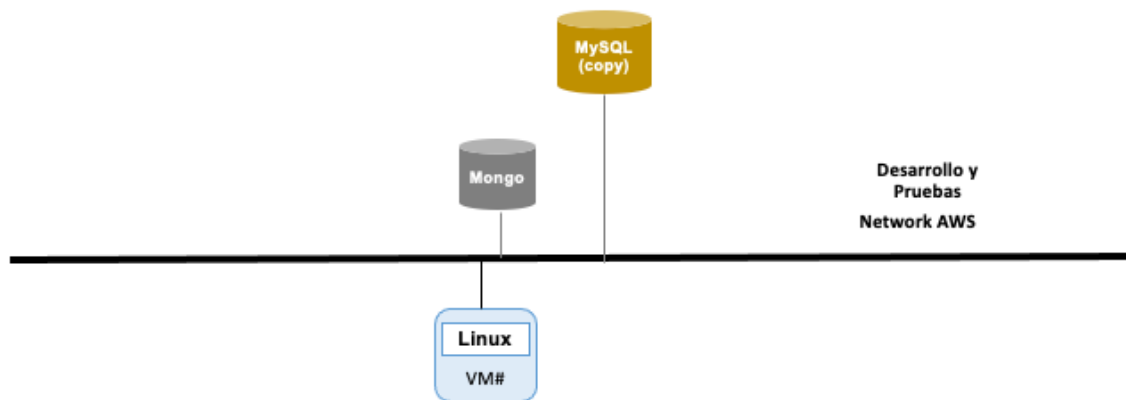 MySQL
(copy)
Mongo
Desarrollo y
Pruebas
Network AWS
Linux
VM#